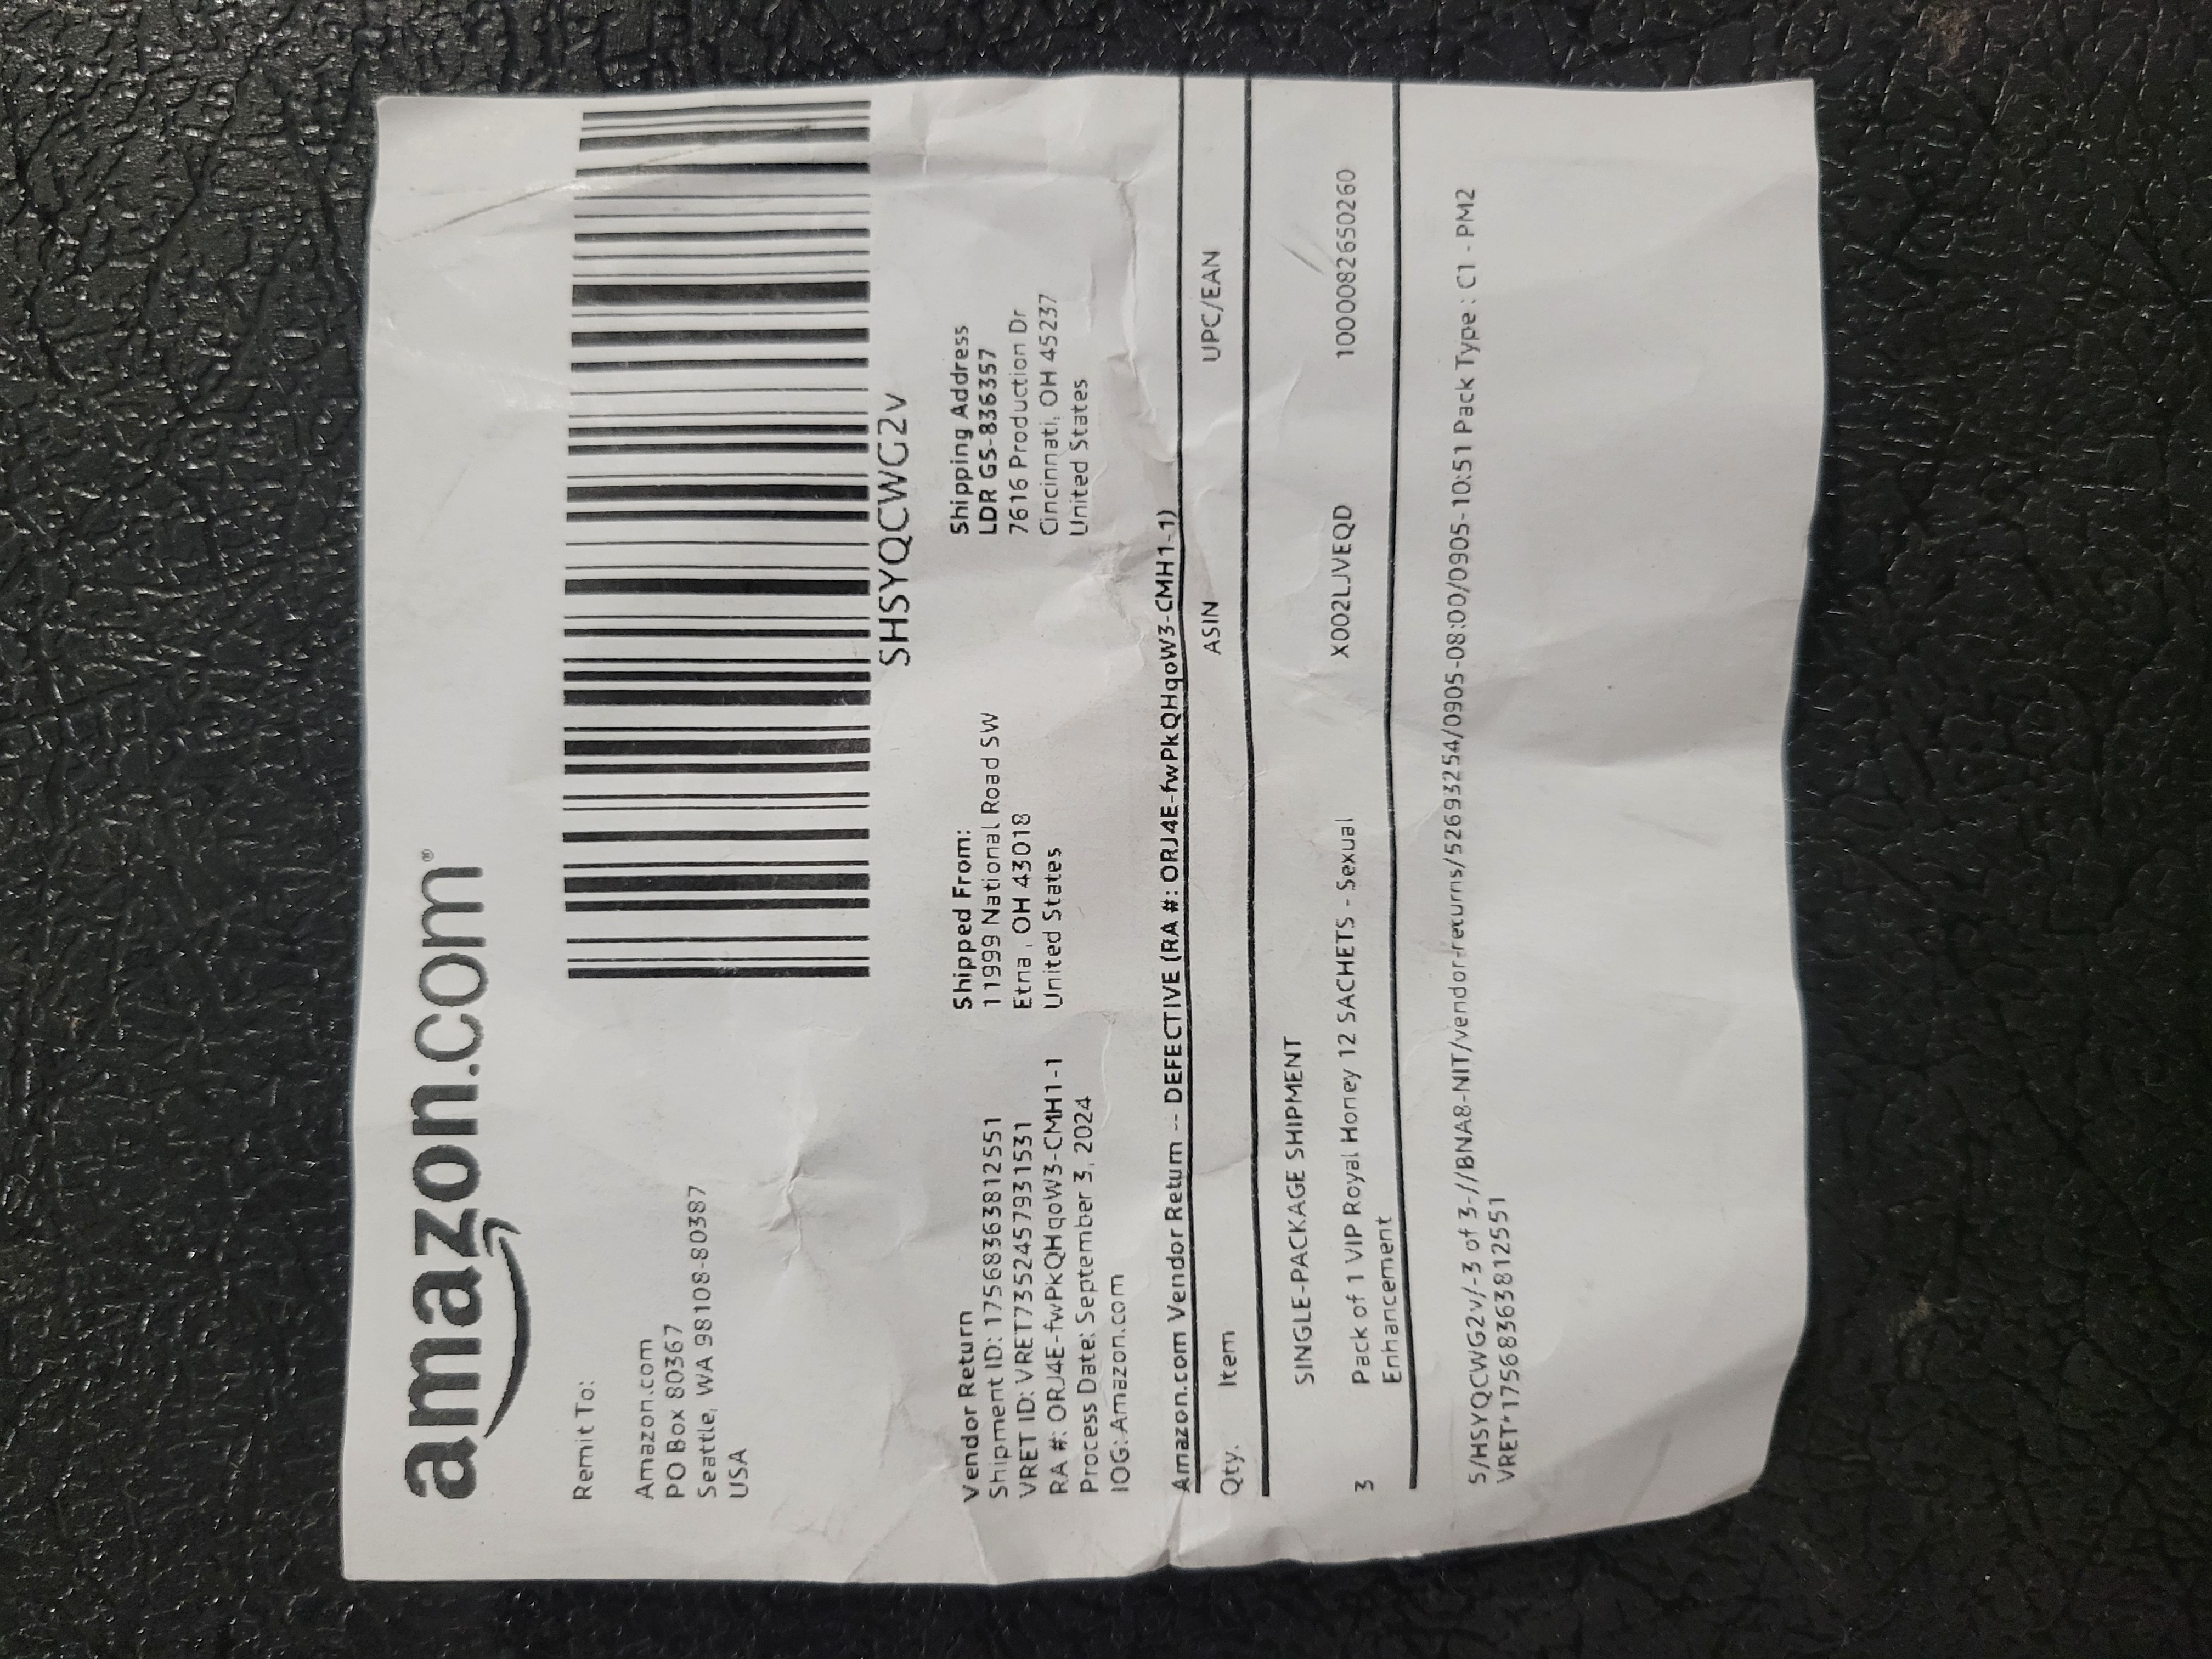 amazon.com®
Remit To:
Amazon.com
PO Box 80367
Seattle, WA 98108-80387
USA
SHSYQCWG2v
Vendor Return
Shipment ID: 17568363812551
VRET ID: VRET73524579 31531
RA #: ORJ4E-fwPkQHqoW3-CMH1-1
Process Date: September 3, 2024
IOG: Amazon.com
Shipped From:
11999 National Road SW
Etna , OH 43018
United States
Shipping Address
LDR GS-836357
7616 Production Dr
Cincinnati, OH 45237
United States
Amazon.com Vendor Return -- DEFECTIVE (RA #: ORJ4E-fwPkQHqoW3-CMH1-1)
Qty. Item ASIN UPC/EAN
SINGLE-PACKAGE SHIPMENT
3 Pack of 1 VIP Royal Honey 12 SACHETS - Sexual X002LJVEQD 10000826502 60
Enhancement
5/HSYQCWG2v/-3 of 3-//BNA8-NIT/vendor-returns/52693254/0905-08:00/0905-10:51 Pack Type : C1 - PM2
VRET*17568363812551